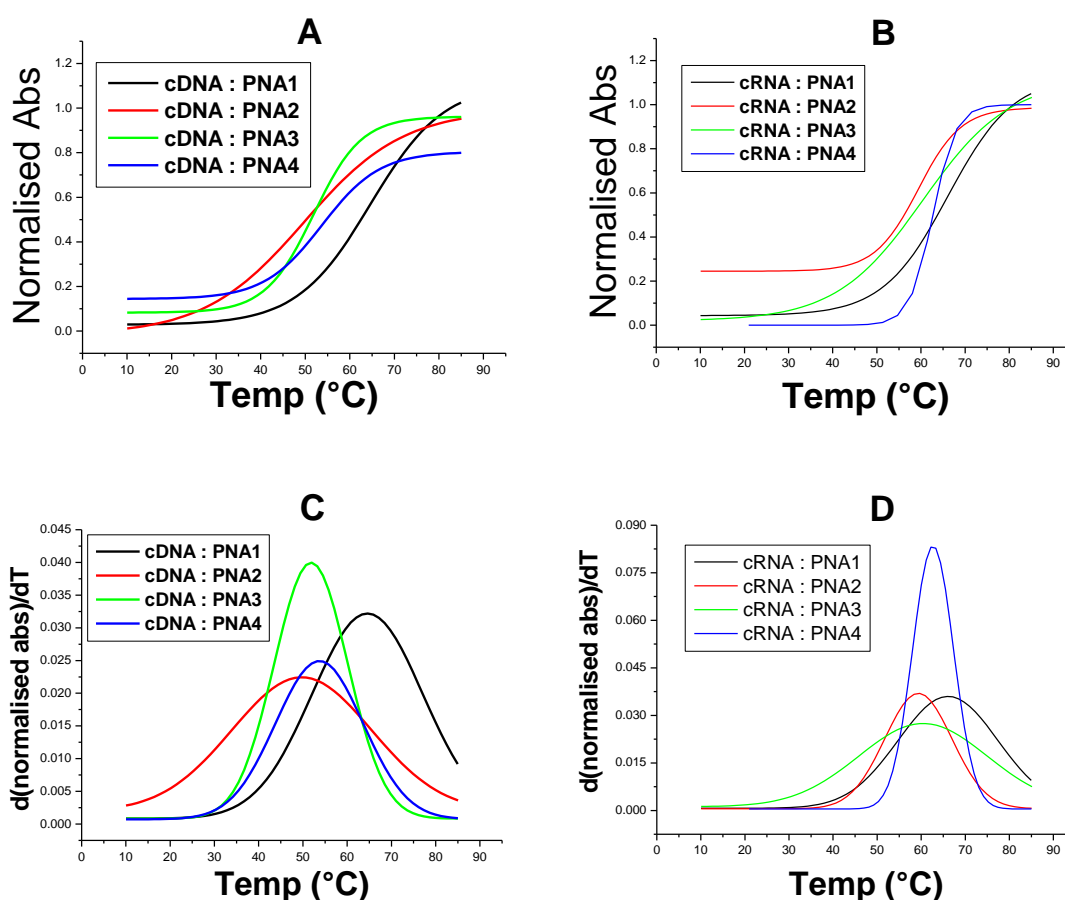 A
Normalised Abs
1.2
1.0
0.8
0.6
0.4
0.2
0.0
cDNA : PNA1
cDNA : PNA2
cDNA : PNA3
cDNA : PNA4
0 10 20 30 40 50 60 70 80 90
Temp (°C)
B
Normalised Abs
1.2
1.0
0.8
0.6
0.4
0.2
0.0
cRNA : PNA1
cRNA : PNA2
cRNA : PNA3
cRNA : PNA4
0 10 20 30 40 50 60 70 80 90
Temp (°C)
C
d(normalised abs)/dT
0.045
0.040
0.035
0.030
0.025
0.020
0.015
0.010
0.005
0.000
cDNA : PNA1
cDNA : PNA2
cDNA : PNA3
cDNA : PNA4
0 10 20 30 40 50 60 70 80 90
Temp (°C)
D
d(normalised abs)/dT
0.090
0.075
0.060
0.045
0.030
0.015
0.000
cRNA : PNA1
cRNA : PNA2
cRNA : PNA3
cRNA : PNA4
0 10 20 30 40 50 60 70 80 90
Temp (°C)